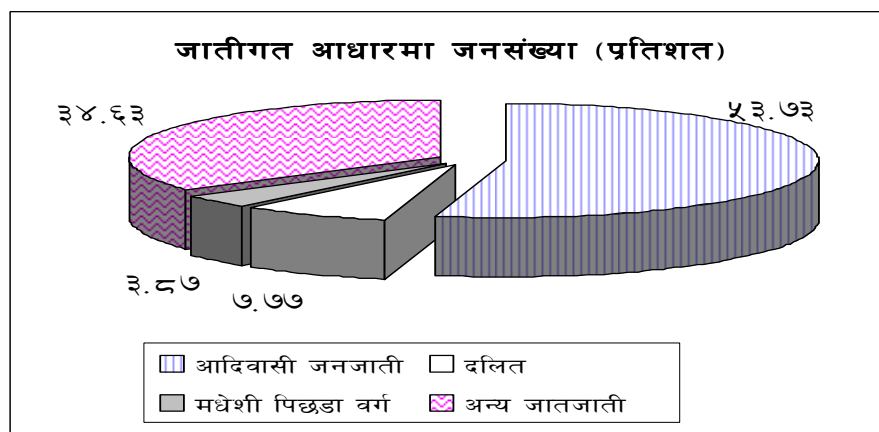 जातीगत आधारमा जनसंख्या (प्रतिशत)
३४.६३
५३.७३
३.८७
७.७७
आदिवासी जनजाती
दलित
मधेशी पिछडा वर्ग
अन्य जातजाती